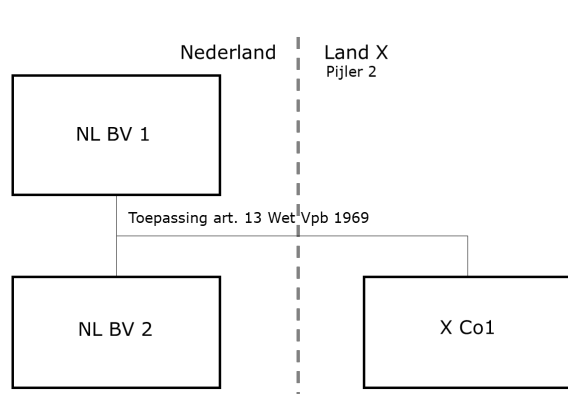 Nederland
Land X
Pijler 2
NL BV 1
Toepassing art. 13 Wet Vpb 1969
NL BV 2
X Co1